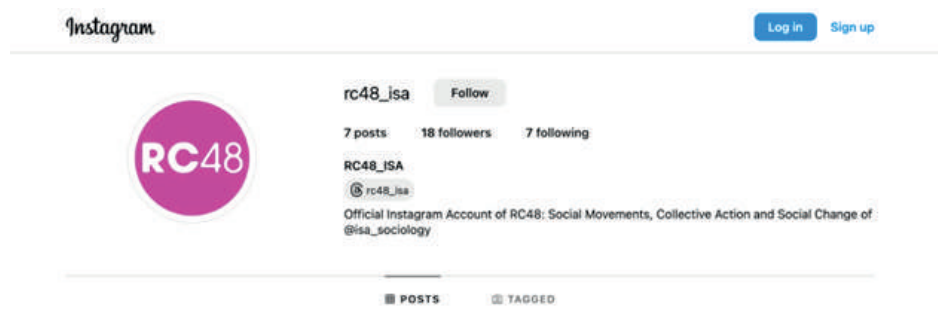 Instagram
Log in
Sign up
RC48
rc48_isa
Follow
7 posts 18 followers 7 following
RC48_ISA
rc48_isa
Official Instagram Account of RC48: Social Movements, Collective Action and Social Change of
@isa_sociology
POSTS
TAGGED